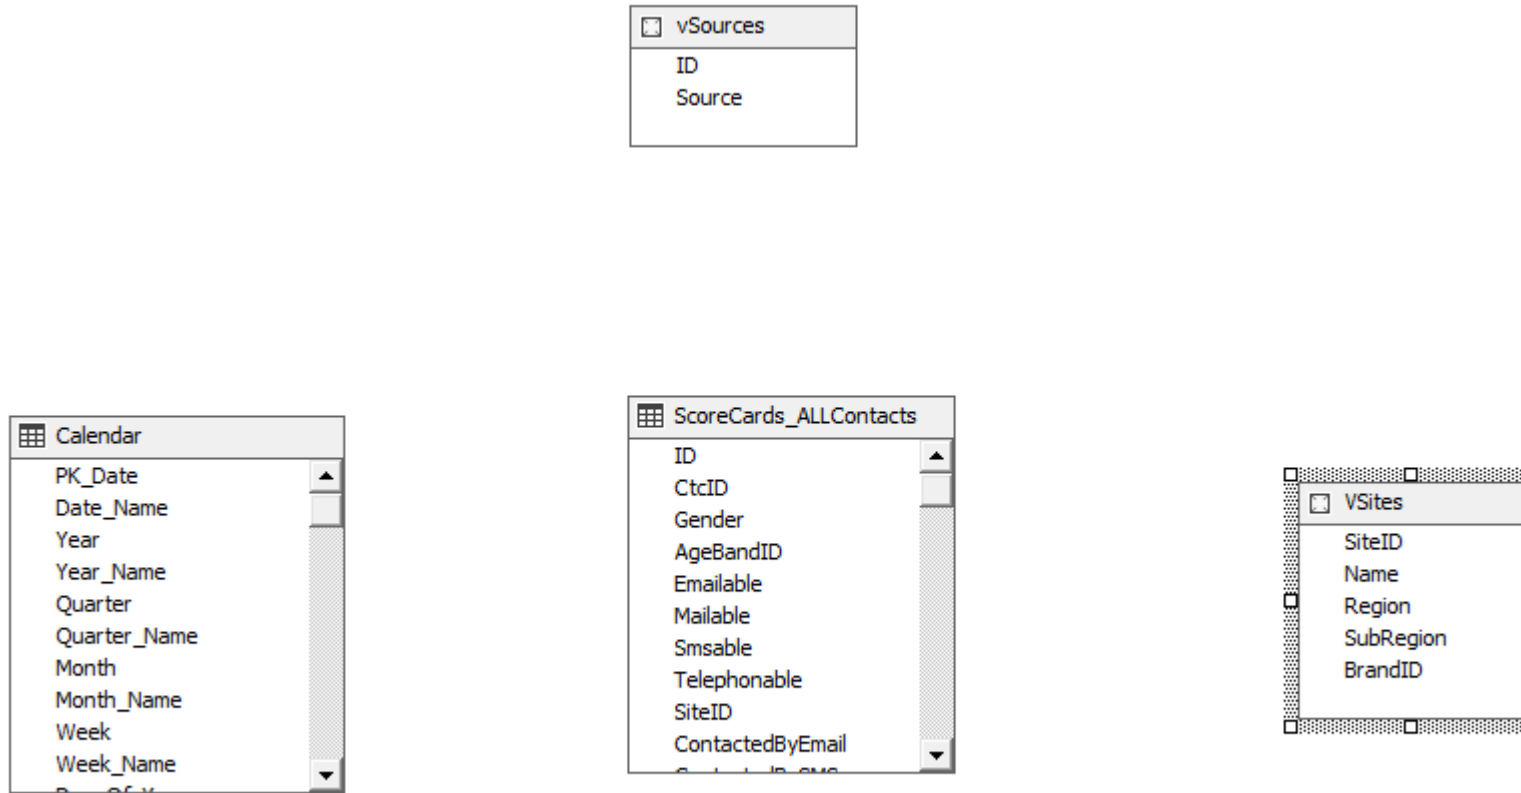 vSources
ID
Source
Calendar
PK_Date
Date_Name
Year
Year_Name
Quarter
Quarter_Name
Month
Month_Name
Week
Week_Name
ScoreCards_ALLContacts
ID
CtcID
Gender
AgeBandID
Emailable
Mailable
Smsable
Telephonable
SiteID
ContactedByEmail
VSites
SiteID
Name
Region
SubRegion
BrandID